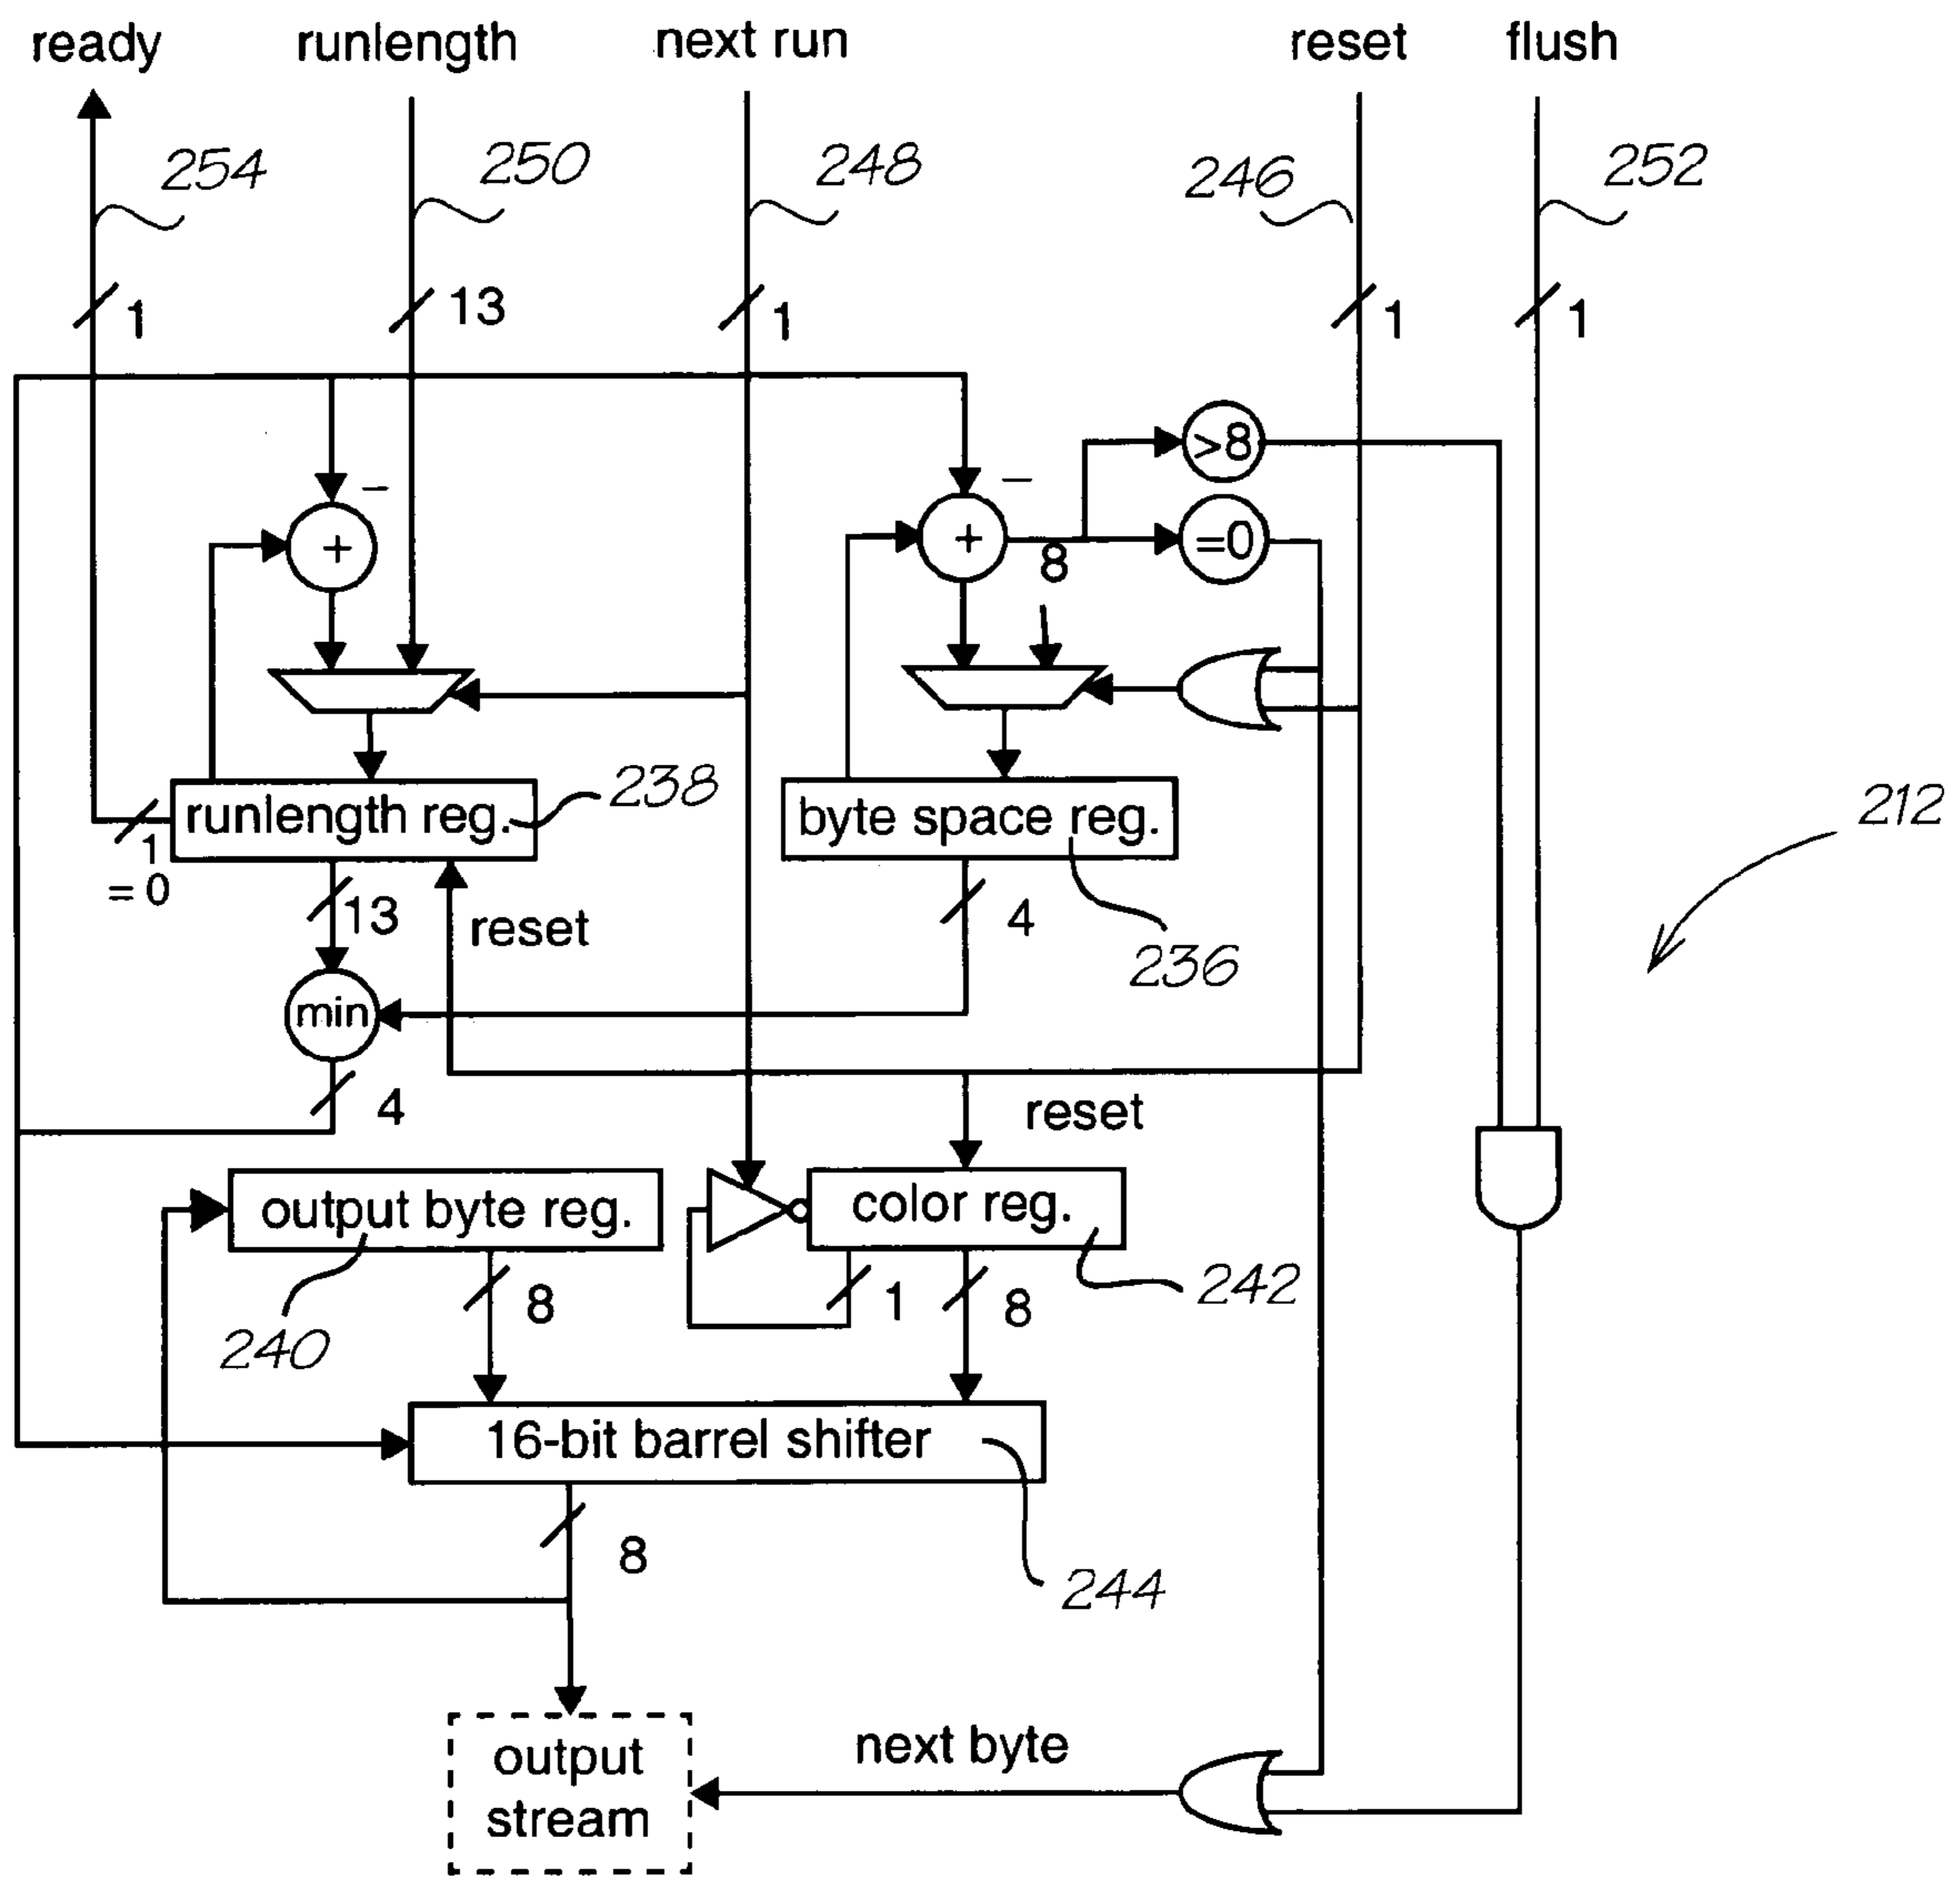 ready runlength next run reset flush
254 250 248 246 252
1 13 1 1 1
>8
−
−
+ + =0
8
238
runlength reg. byte space reg.
212
1
=0
13 reset 4
236
min
4 reset
output byte reg. color reg.
8 1 8 242
240
16-bit barrel shifter
8
244
next byte
output
stream